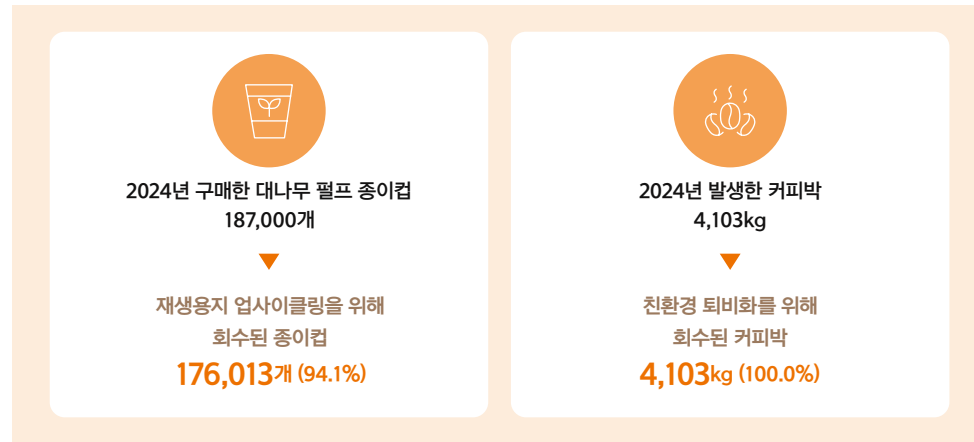 2024년 구매한 대나무 펄프 종이컵
187,000개
재생용지 업사이클링을 위해
회수된 종이컵
176,013개 (94.1%)
2024년 발생한 커피박
4,103kg
친환경 퇴비화를 위해
회수된 커피박
4,103kg (100.0%)